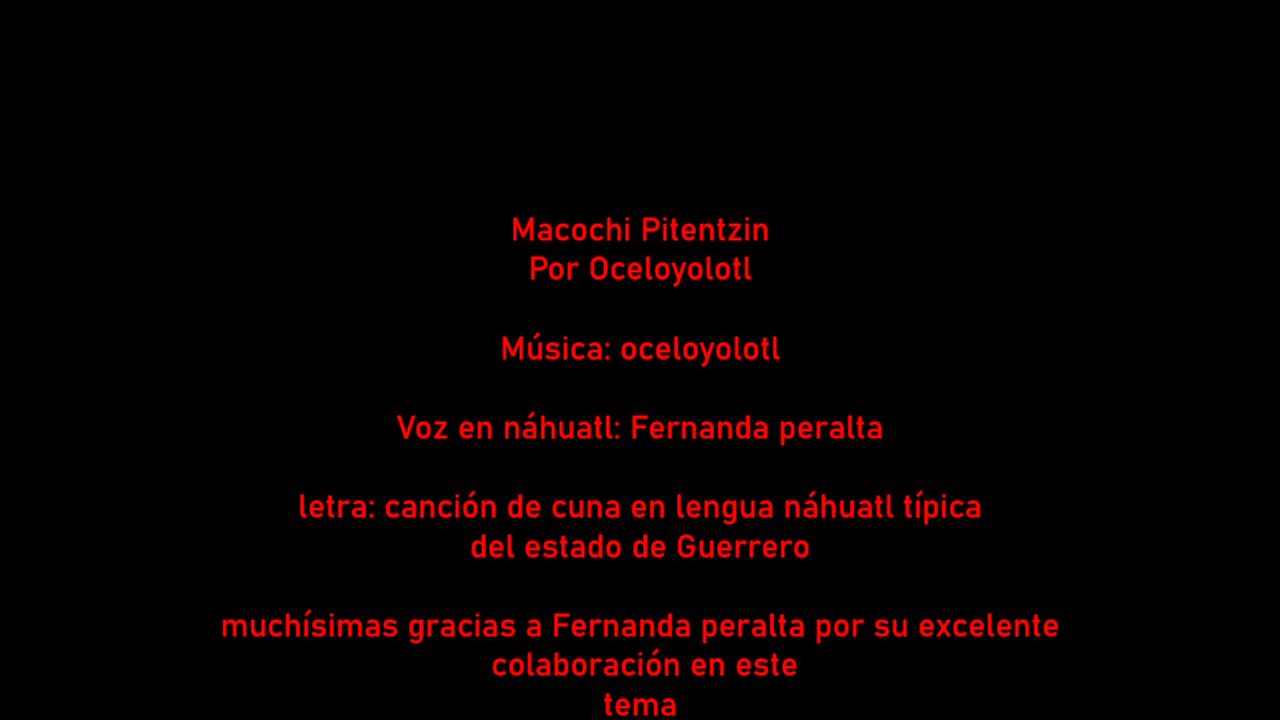 Macochi Pitentzin
Por Oceloyolotl
Música: oceloyolotl
Voz en náhuatl: Fernanda peralta
letra: canción de cuna en lengua náhuatl típica
del estado de Guerrero
muchísimas gracias a Fernanda peralta por su excelente
colaboración en este
tema